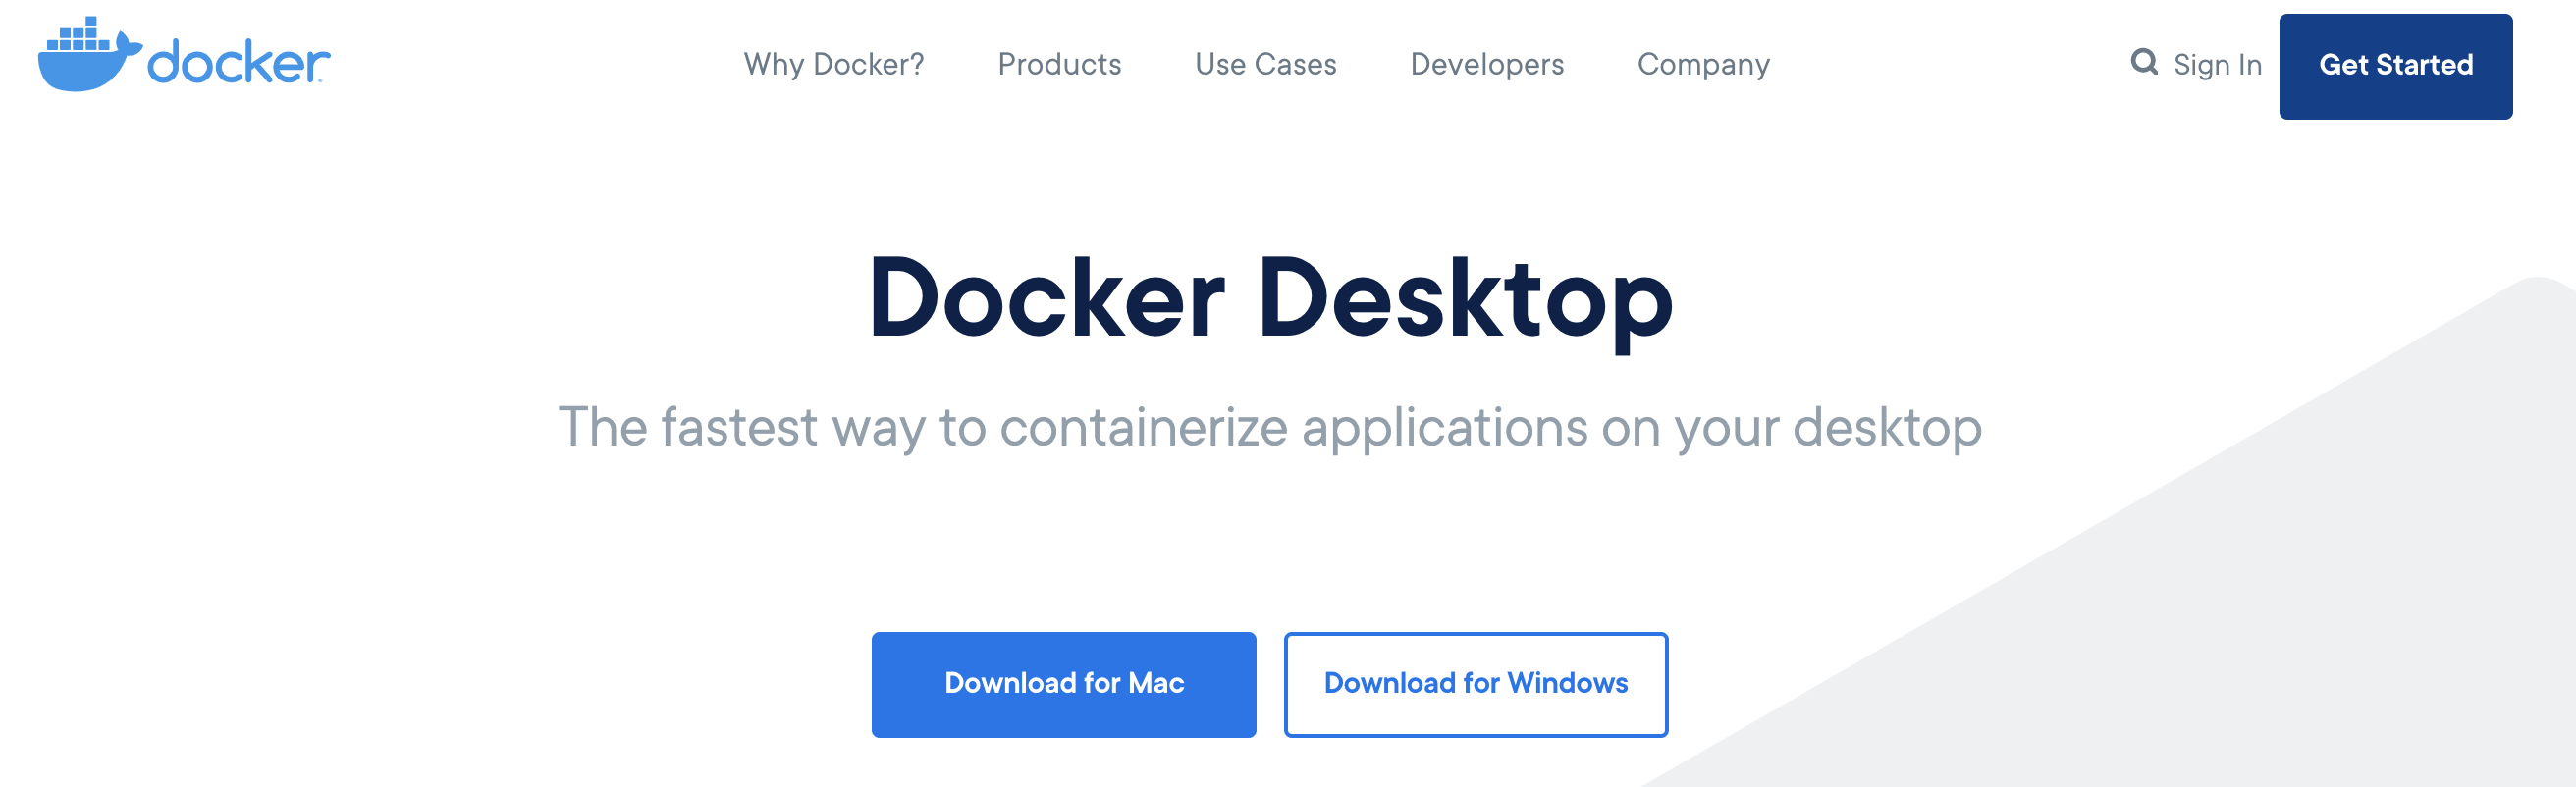 docker
Why Docker? Products Use Cases Developers Company Sign In Get Started
Docker Desktop
The fastest way to containerize applications on your desktop
Download for Mac Download for Windows